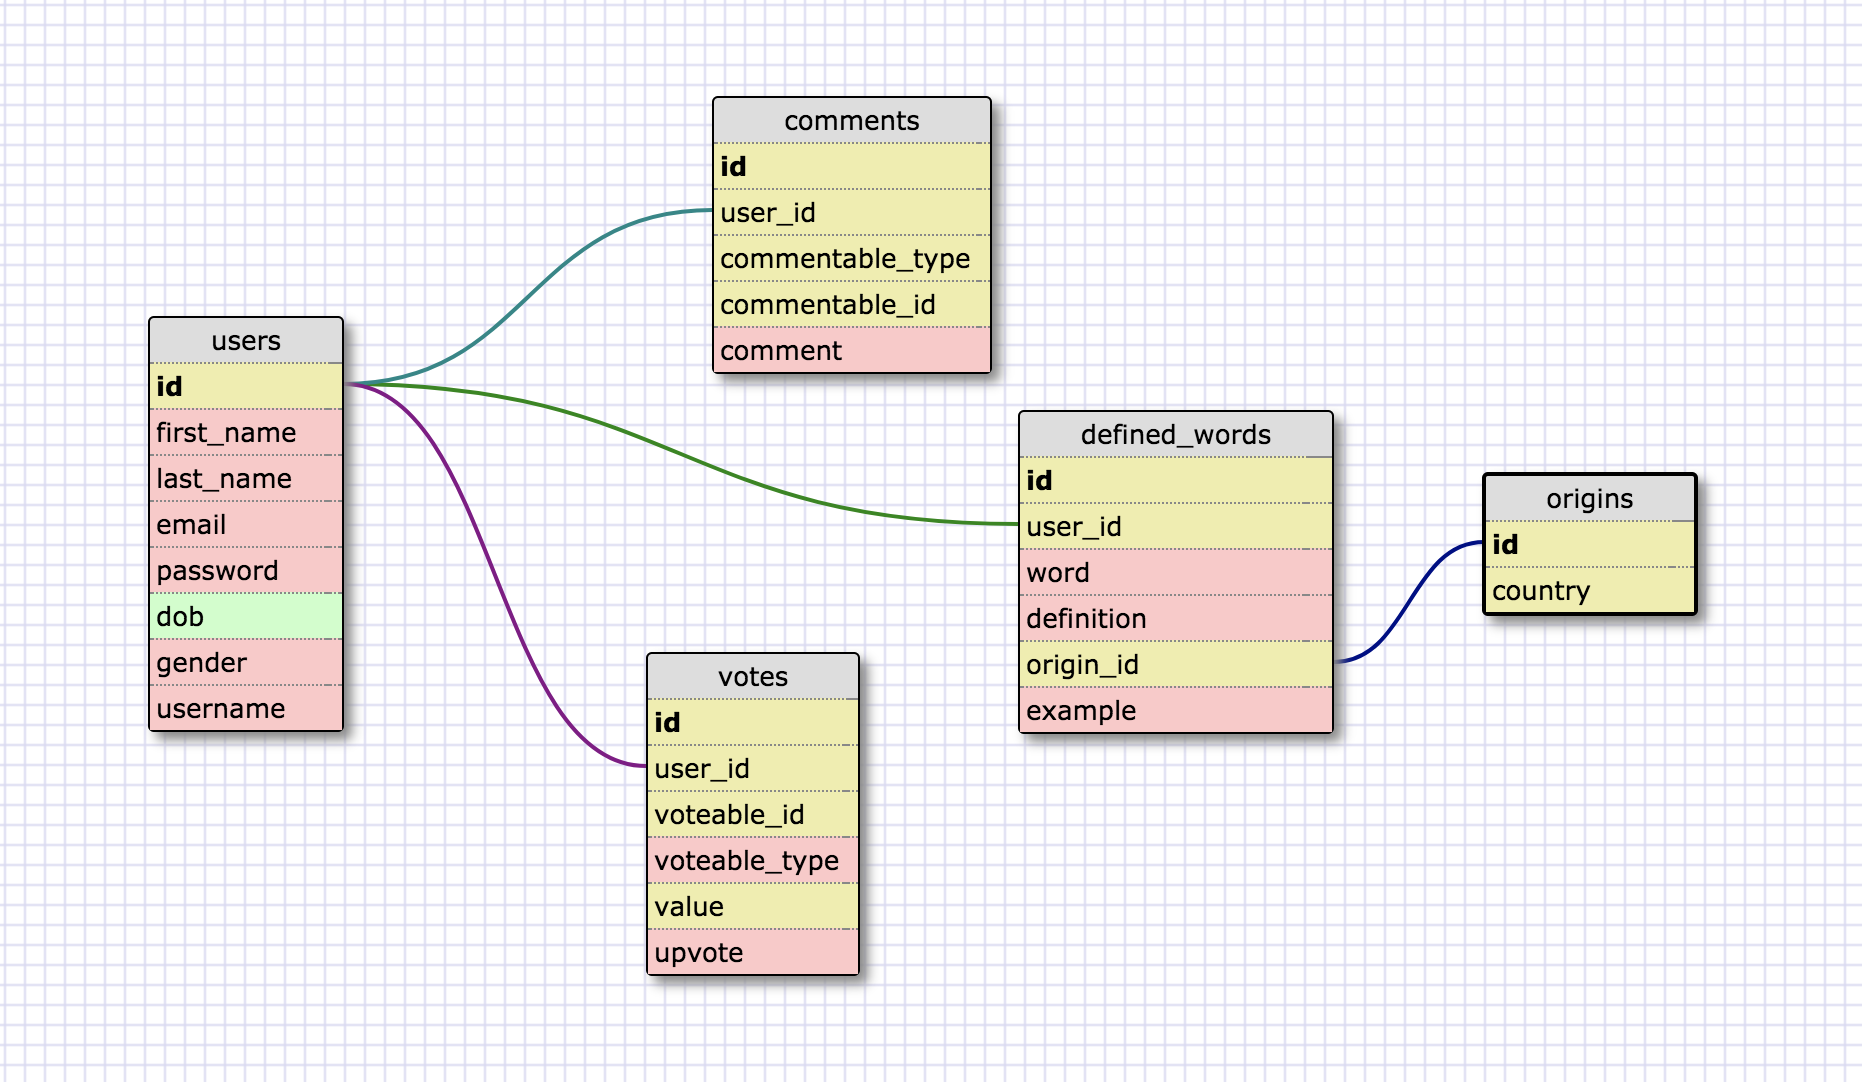 comments
id
user_id
commentable_type
commentable_id
comment
users
id
first_name
last_name
email
password
dob
gender
username
defined_words
id
user_id
word
definition
origin_id
example
origins
id
country
votes
id
user_id
voteable_id
voteable_type
value
upvote